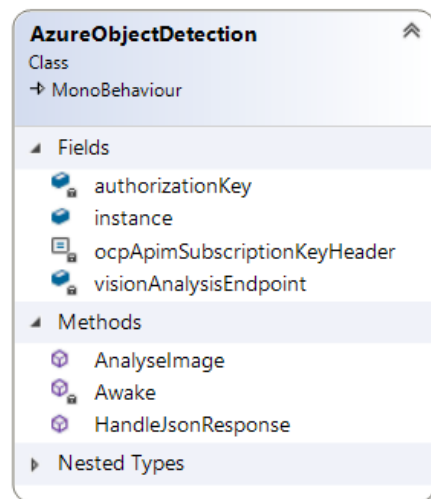 AzureObjectDetection
Class
MonoBehaviour
Fields
authorizationKey
instance
ocpApimSubscriptionKeyHeader
visionAnalysisEndpoint
Methods
AnalyseImage
Awake
HandleJsonResponse
Nested Types